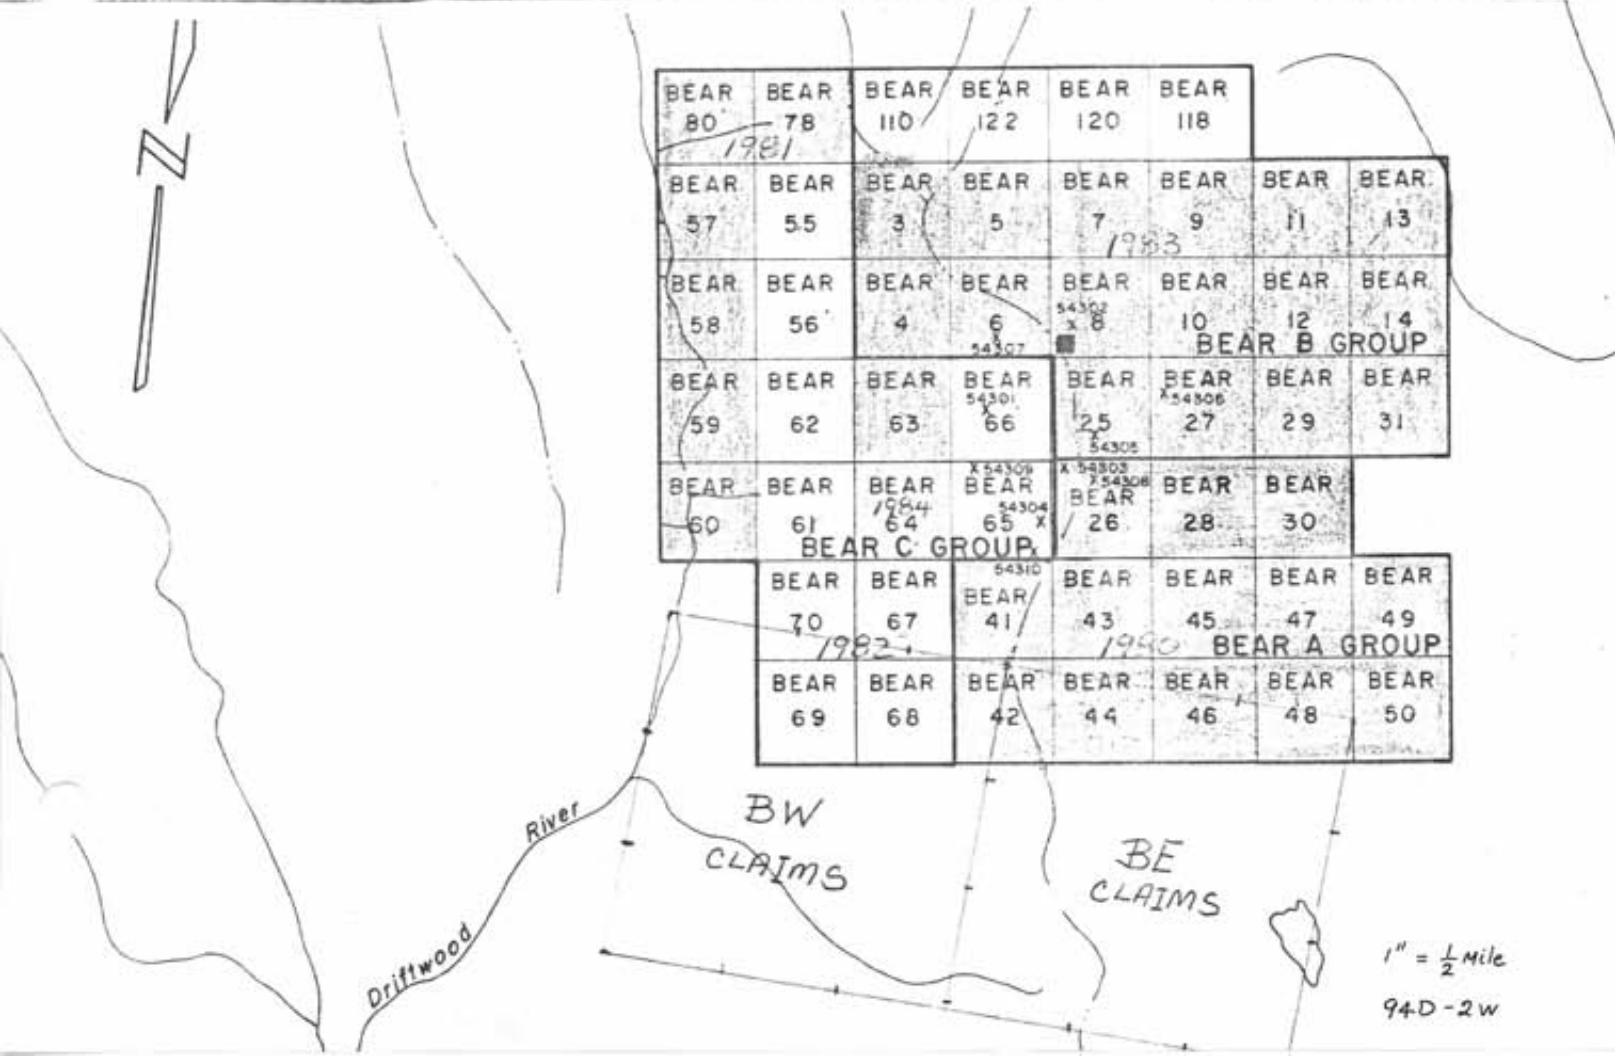 N
BEAR BEAR BEAR BEAR BEAR BEAR
80 78 110 122 120 118
1981
BEAR BEAR BEAR BEAR BEAR BEAR BEAR BEAR
57 55 3 5 7 9 11 13
1983
BEAR BEAR BEAR BEAR BEAR BEAR BEAR BEAR
54302
58 56 4 6 x 8 10 12 14
x
54307
BEAR B GROUP
BEAR BEAR BEAR BEAR BEAR BEAR BEAR BEAR
54301 x 54306
x
59 62 63 66 25 27 29 31
x
54305
x 54309 x 54303
x 54308
BEAR BEAR BEAR BEAR BEAR BEAR BEAR
1984 54304
60 61 64 65 x 26 28 30
BEAR C GROUP x
54310
BEAR BEAR BEAR BEAR BEAR BEAR BEAR
70 67 41 43 45 47 49
1982 1990 BEAR A GROUP
BEAR BEAR BEAR BEAR BEAR BEAR BEAR
69 68 42 44 46 48 50
BW
CLAIMS
BE
CLAIMS
Driftwood River
1" = 1/2 Mile
94D-2W